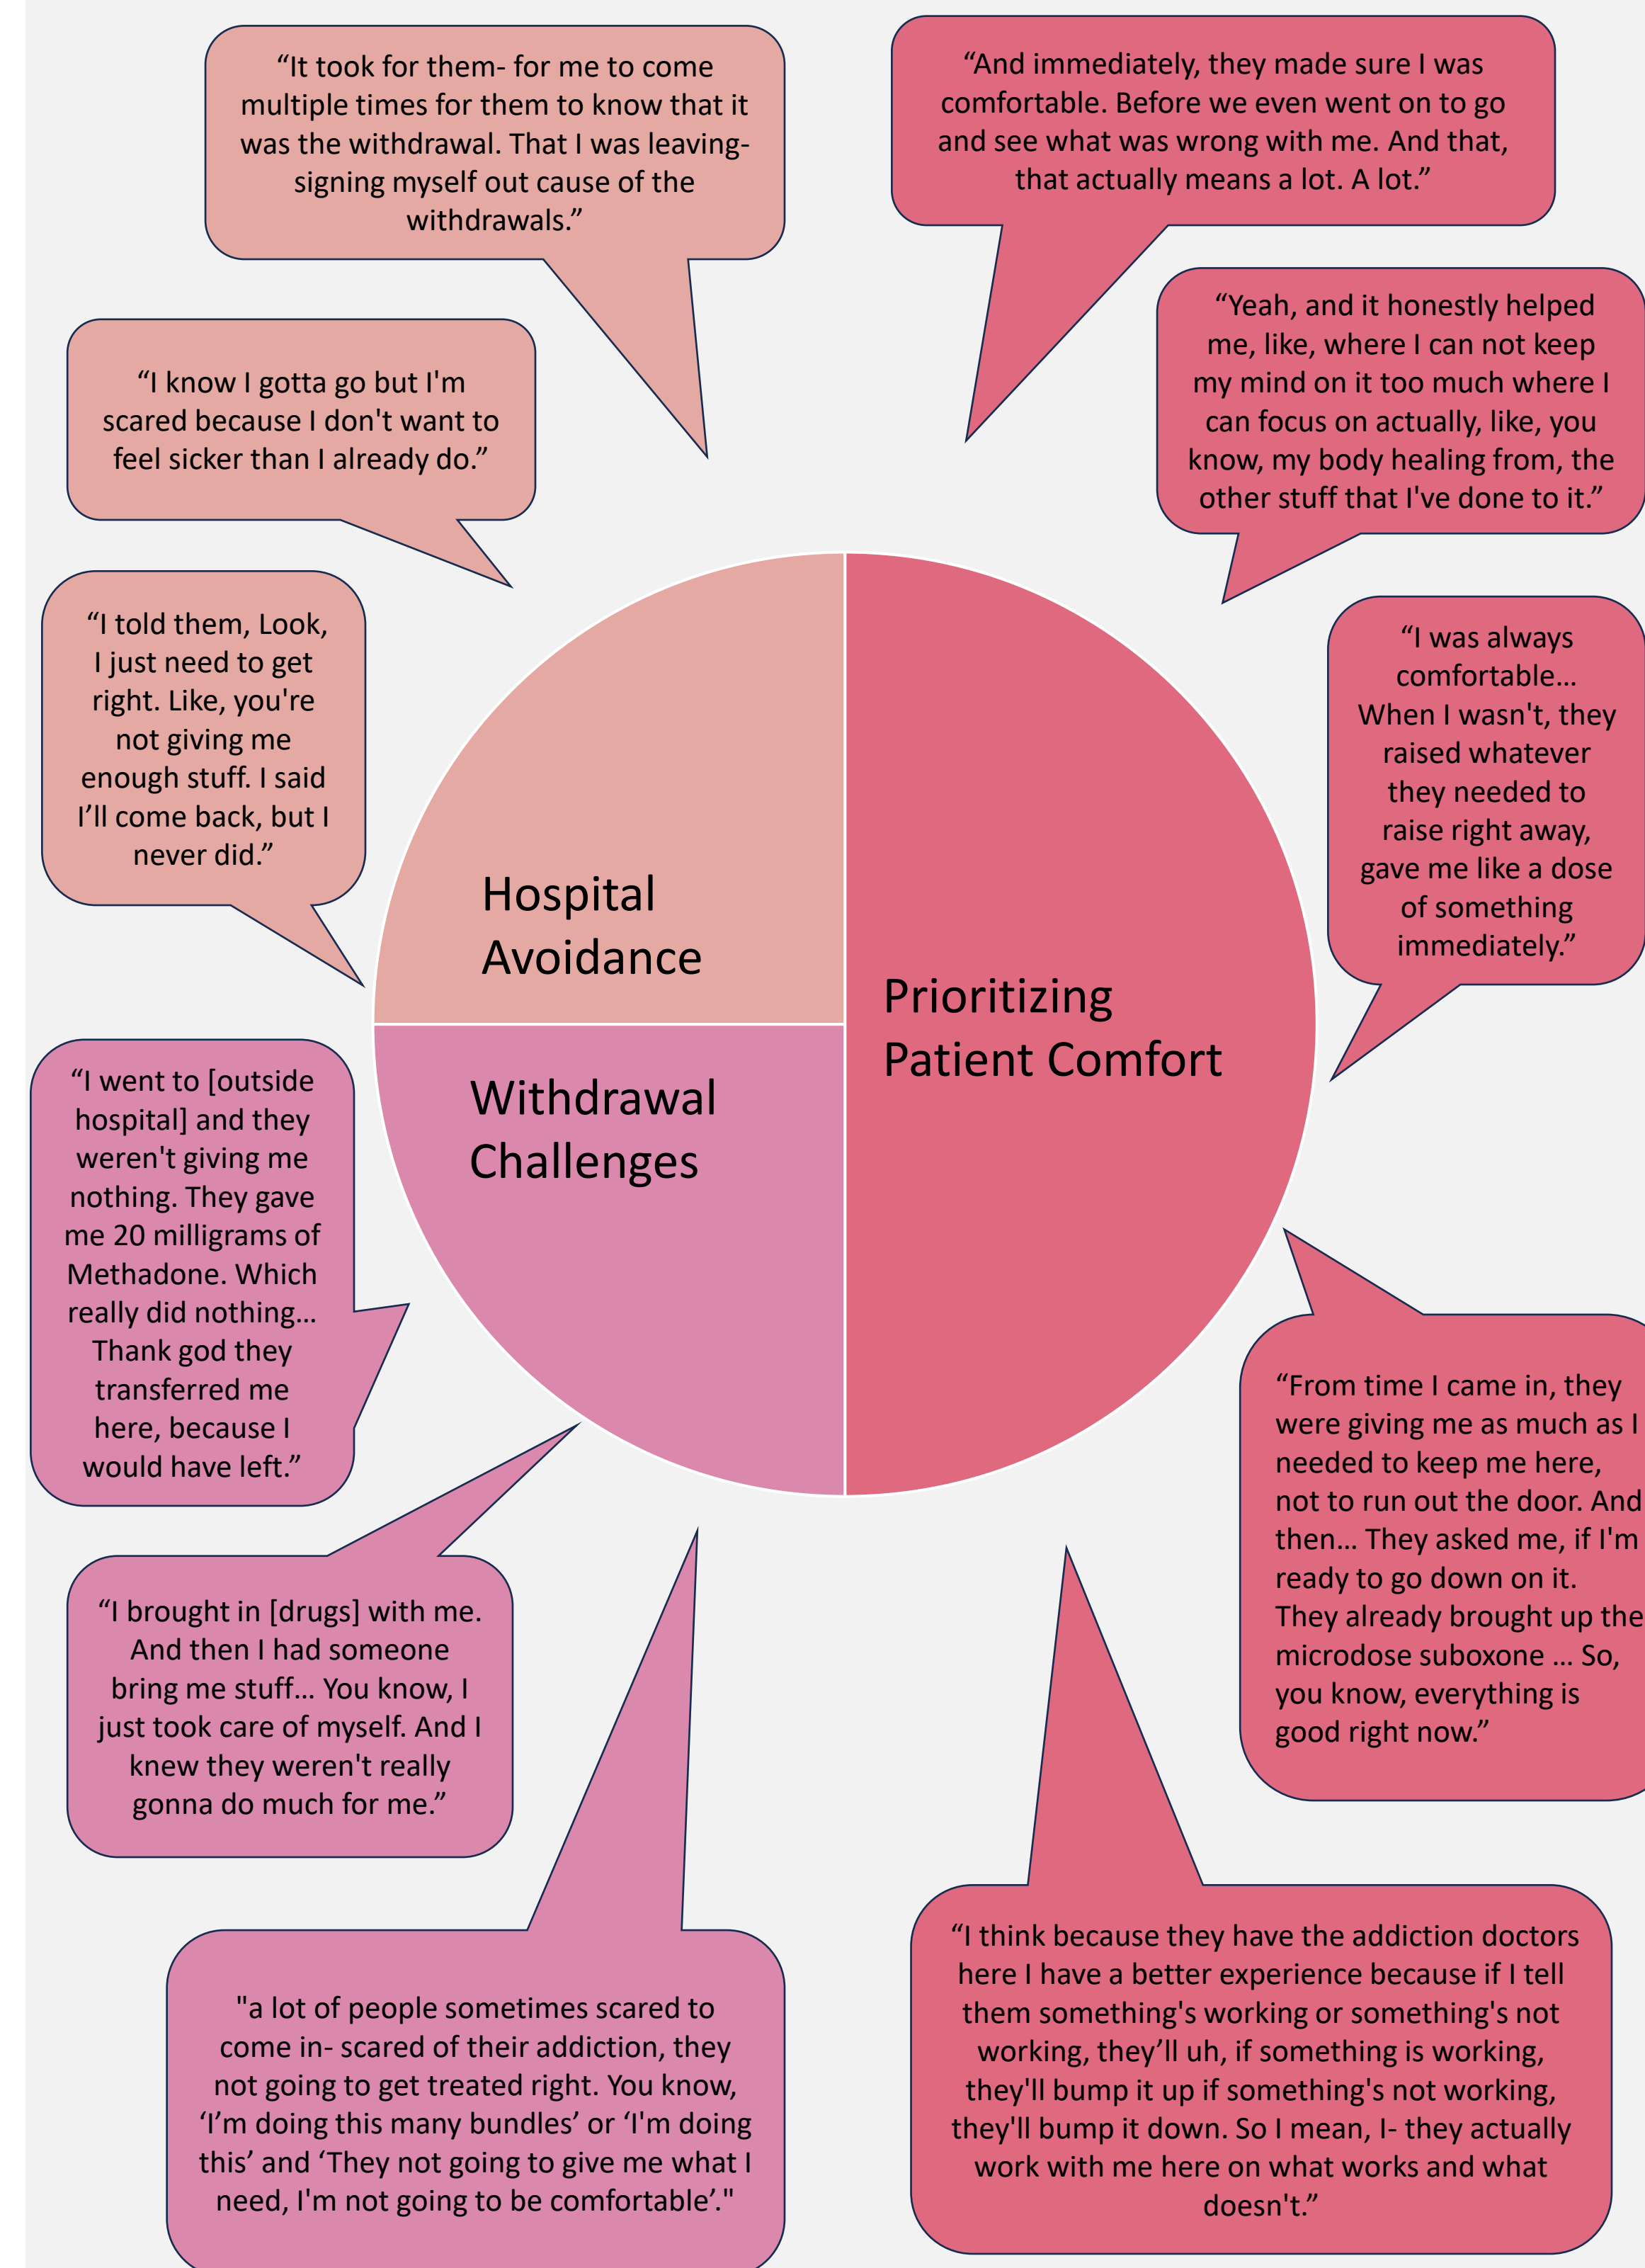 “It took for them- for me to come
multiple times for them to know that it
was the withdrawal. That I was leaving-
signing myself out cause of the
withdrawals.”
“And immediately, they made sure I was
comfortable. Before we even went on to go
and see what was wrong with me. And that,
that actually means a lot. A lot.”
“I know I gotta go but I'm
scared because I don't want to
feel sicker than I already do.”
“Yeah, and it honestly helped
me, like, where I can not keep
my mind on it too much where I
can focus on actually, like, you
know, my body healing from, the
other stuff that I've done to it.”
“I told them, Look,
I just need to get
right. Like, you're
not giving me
enough stuff. I said
I’ll come back, but I
never did.”
“I was always
comfortable…
When I wasn't, they
raised whatever
they needed to
raise right away,
gave me like a dose
of something
immediately.”
Hospital
Avoidance
Prioritizing
Patient Comfort
Withdrawal
Challenges
“I went to [outside
hospital] and they
weren't giving me
nothing. They gave
me 20 milligrams of
Methadone. Which
really did nothing…
Thank god they
transferred me
here, because I
would have left.”
“From time I came in, they
were giving me as much as I
needed to keep me here,
not to run out the door. And
then… They asked me, if I'm
ready to go down on it.
They already brought up the
microdose suboxone … So,
you know, everything is
good right now.”
“I brought in [drugs] with me.
And then I had someone
bring me stuff… You know, I
just took care of myself. And I
knew they weren't really
gonna do much for me.”
"a lot of people sometimes scared to
come in- scared of their addiction, they
not going to get treated right. You know,
‘I’m doing this many bundles’ or ‘I'm doing
this’ and ‘They not going to give me what I
need, I'm not going to be comfortable’."
“I think because they have the addiction doctors
here I have a better experience because if I tell
them something's working or something's not
working, they’ll uh, if something is working,
they'll bump it up if something's not working,
they'll bump it down. So I mean, I- they actually
work with me here on what works and what
doesn't.”